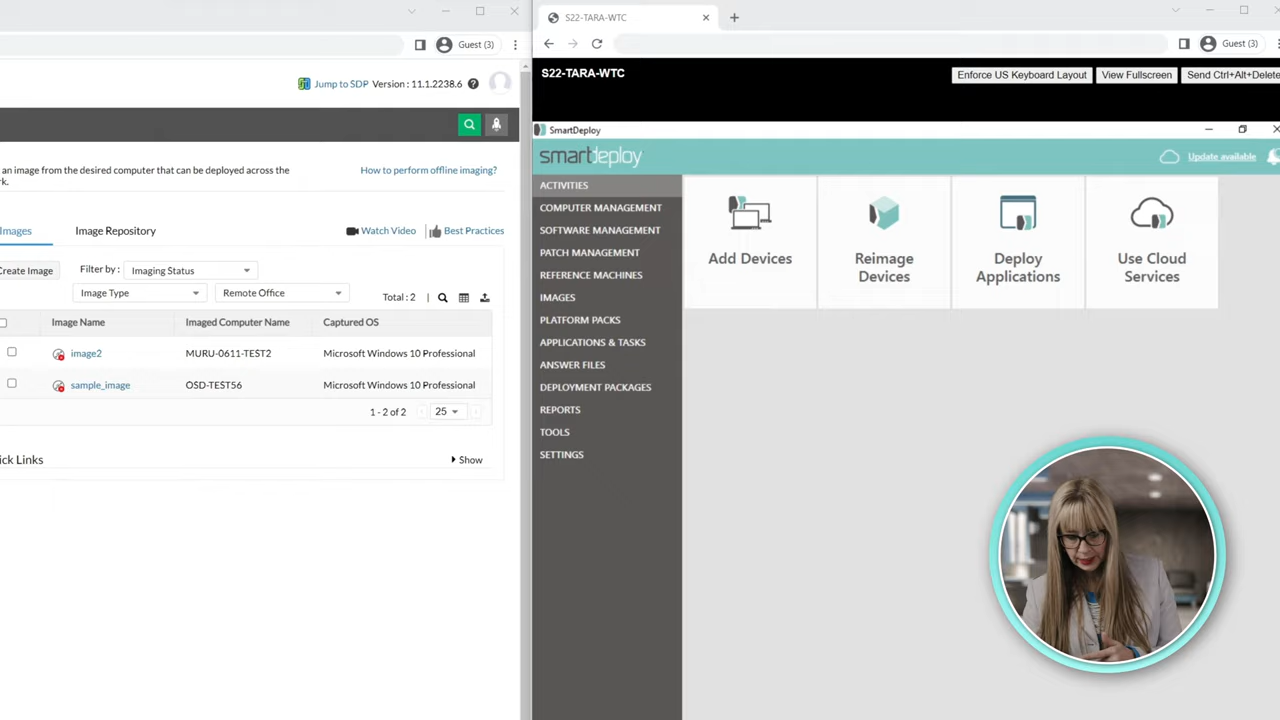 Guest (3)
Jump to SDP Version : 11.1.2238.6
an image from the desired computer that can be deployed across the
k.
How to perform offline imaging?
Images
Image Repository
Watch Video
Best Practices
Create Image
Filter by :
Imaging Status
Image Type
Remote Office
Total : 2
Image Name
Imaged Computer Name
Captured OS
image2
MURU-0611-TEST2
Microsoft Windows 10 Professional
sample_image
OSD-TEST56
Microsoft Windows 10 Professional
1 - 2 of 2
25
ick Links
Show
S22-TARA-WTC
Guest (3)
S22-TARA-WTC
Enforce US Keyboard Layout
View Fullscreen
Send Ctrl+Alt+Delete
SmartDeploy
smartdeploy
Update available
ACTIVITIES
COMPUTER MANAGEMENT
SOFTWARE MANAGEMENT
PATCH MANAGEMENT
REFERENCE MACHINES
IMAGES
PLATFORM PACKS
APPLICATIONS & TASKS
ANSWER FILES
DEPLOYMENT PACKAGES
REPORTS
TOOLS
SETTINGS
Add Devices
Reimage
Devices
Deploy
Applications
Use Cloud
Services